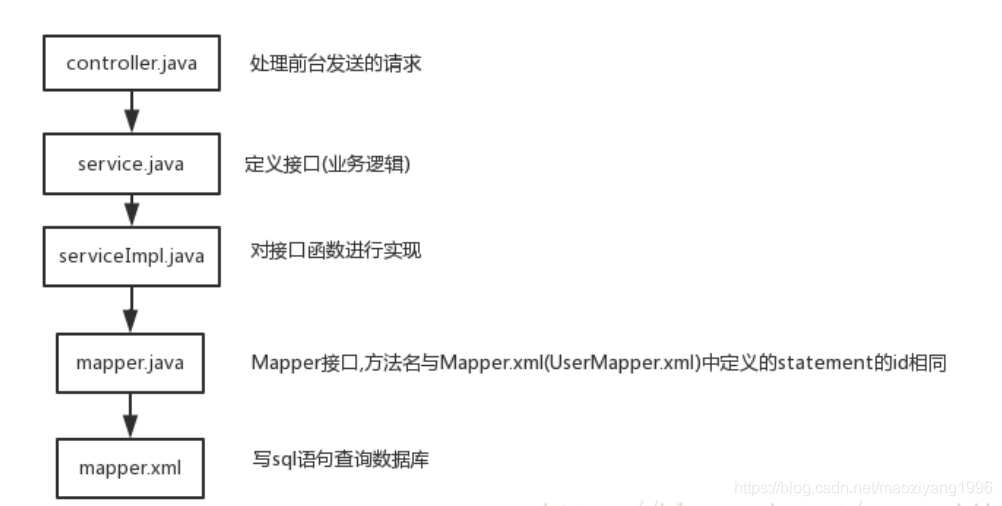 controller.java 处理前台发送的请求
service.java 定义接口(业务逻辑)
serviceImpl.java 对接口函数进行实现
mapper.java Mapper接口,方法名与Mapper.xml(UserMapper.xml)中定义的statement的id相同
mapper.xml 写sql语句查询数据库
https://blog.csdn.net/maoziyang1996